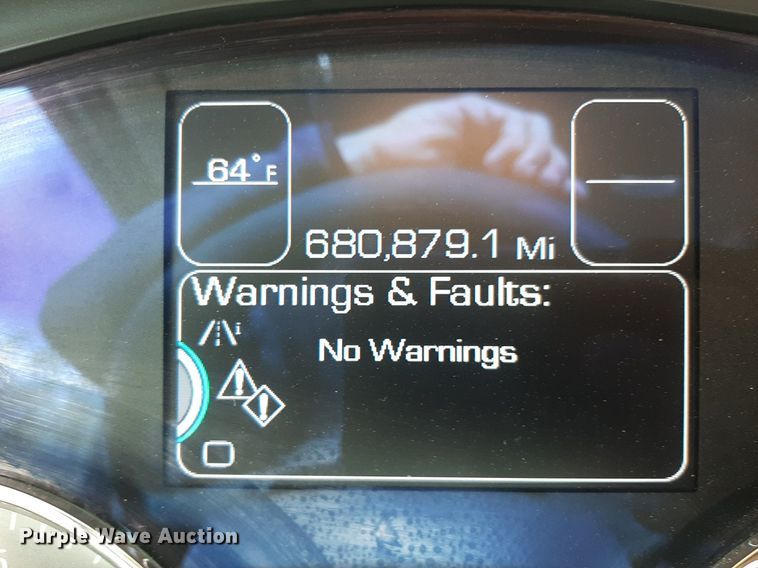 64°F
680,879.1 Mi
Warnings & Faults:
No Warnings
Purple Wave Auction